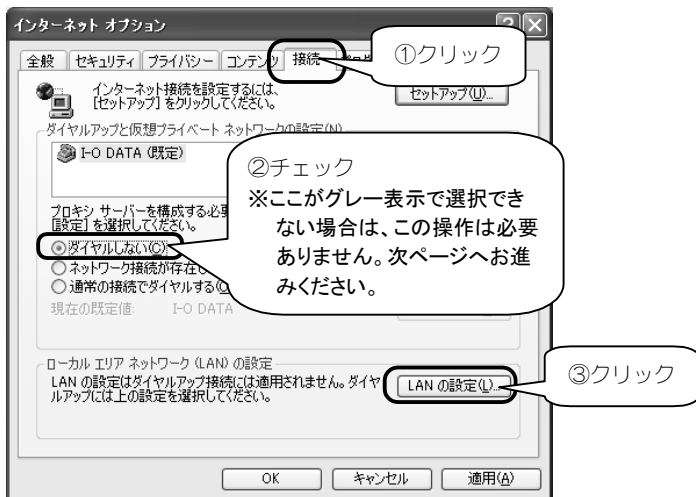 インターネット オプション
全般 セキュリティ プライバシー コンテンツ 接続
①クリック
インターネット接続を設定するには、
[セットアップ] をクリックしてください。
セットアップ(U)...
ダイヤルアップと仮想プライベート ネットワークの設定(N)
I-O DATA (既定)
②チェック
※ここがグレー表示で選択でき
ない場合は、この操作は必要
ありません。次ページへお進
みください。
プロキシ サーバーを構成する必要
[設定] を選択してください。
ダイヤルしない(C)
ネットワーク接続が存在し
通常の接続でダイヤルする(O)
現在の既定値: I-O DATA
ローカル エリア ネットワーク (LAN) の設定
LAN の設定はダイヤルアップ接続には適用されません。ダイヤ
ルアップには上の設定を選択してください。
LAN の設定(L)...
③クリック
OK キャンセル 適用(A)